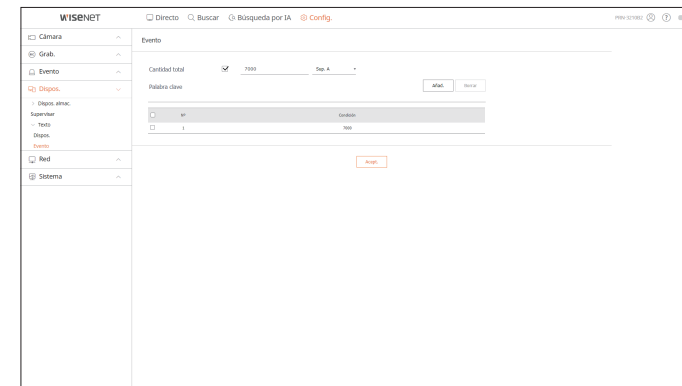 WISENET
Directo Buscar Búsqueda por IA Config.
Cámara
Grab.
Evento
Dispos.
Dispos. almac.
Supervisar
Texto
Dispos.
Evento
Red
Sistema
Evento
Cantidad total 7000 Sup. A
Palabra clave Añad. Borrar
Nº Condición
1 7000
Acept.